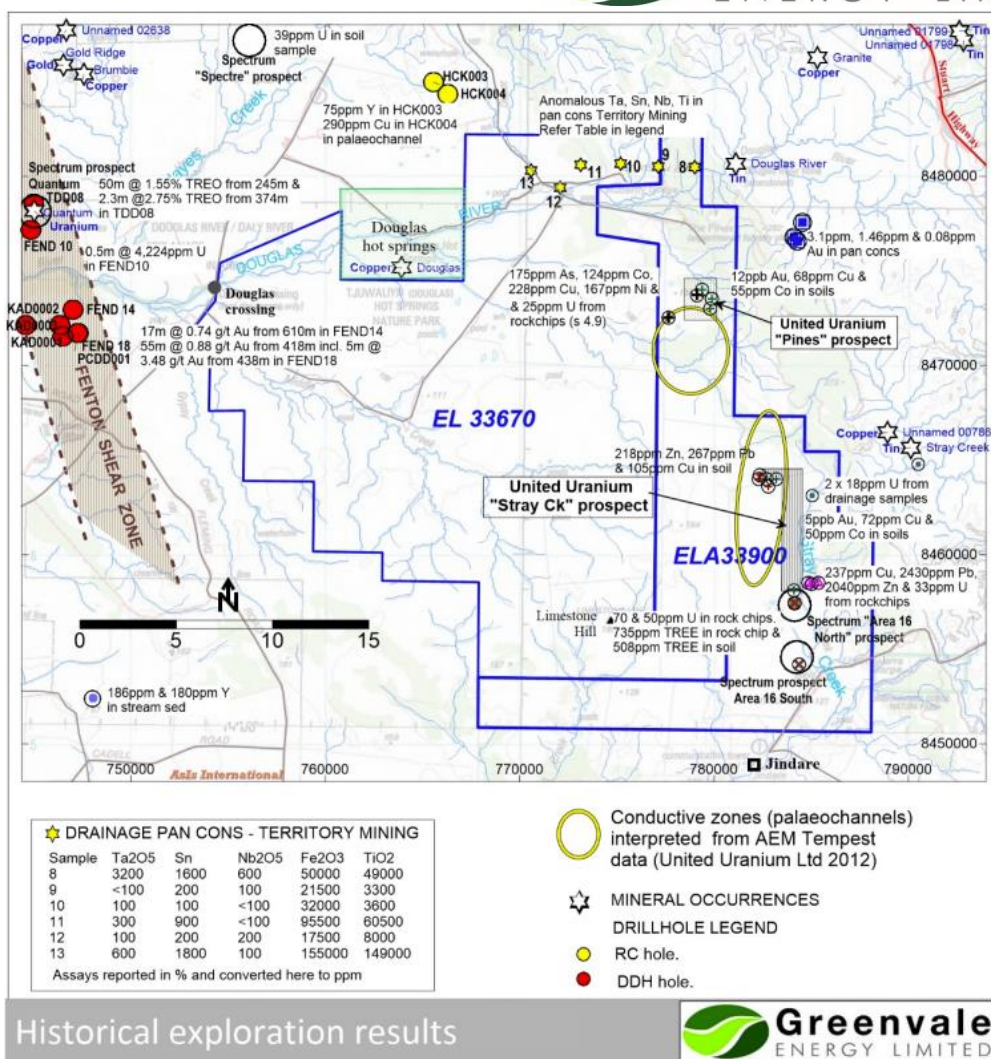 ENERGY LIM
Copper Unnamed 02638
Gold Ridge
Gold Brumbie
Copper
39ppm U in soil
sample
Spectrum
"Spectre" prospect
Creek
Hayes
HCK003
HCK004
75ppm Y in HCK003
290ppm Cu in HCK004
in palaeochannel
Granite
Copper
Unnamed 01799 Tin
Unnamed 01798
Tin
Stuart
Highway
Anomalous Ta, Sn, Nb, Ti in
pan cons Territory Mining
Refer Table in legend
13
12
11
10
9
8
Douglas River
Tin
8480000
Spectrum prospect
Quantum
TDD08
Quantum
Uranium
FEND 10
50m @ 1.55% TREO from 245m &
2.3m @2.75% TREO from 374m
in TDD08
DOUGLAS RIVER / DALY RIVER
0.5m @ 4,224ppm U
in FEND10
DOUGLAS
RIVER
Douglas
hot springs
Copper Douglas
TJUWALIYN (DOUGLAS)
HOT SPRINGS
NATURE PARK
Douglas
crossing
3.1ppm, 1.46ppm & 0.08ppm
Au in pan concs
175ppm As, 124ppm Co,
228ppm Cu, 167ppm Ni &
& 25ppm U from
rockchips (s 4.9)
12ppb Au, 68ppm Cu &
55ppm Co in soils
United Uranium
"Pines" prospect
KAD0002
FEND 14
FEND 18
PCDD001
17m @ 0.74 g/t Au from 610m in FEND14
55m @ 0.88 g/t Au from 418m incl. 5m @
3.48 g/t Au from 438m in FEND18
FENTON SHEAR ZONE
8470000
EL 33670
Copper Unnamed 00786
Tin Stray Creek
218ppm Zn, 267ppm Pb
& 105ppm Cu in soil
United Uranium
"Stray Ck" prospect
2 x 18ppm U from
drainage samples
5ppb Au, 72ppm Cu &
50ppm Co in soils
Stray
8460000
ELA33900
237ppm Cu, 2430ppm Pb,
2040ppm Zn & 33ppm U
from rockchips
FLEMING
N
0 5 10 15
Limestone
Hill
70 & 50ppm U in rock chips.
735ppm TREE in rock chip &
508ppm TREE in soil
Spectrum "Area 16
North" prospect
Spectrum prospect
Area 16 South
Creek
186ppm & 180ppm Y
in stream sed
CADELL
ROAD
8450000
Jindare
AsIs International
750000 760000 770000 780000 790000
DRAINAGE PAN CONS - TERRITORY MINING
Sample Ta2O5 Sn Nb2O5 Fe2O3 TiO2
8 3200 1600 600 50000 49000
9 <100 200 100 21500 3300
10 100 100 <100 32000 3600
11 300 900 <100 95500 60500
12 100 200 200 17500 8000
13 600 1800 100 155000 149000
Assays reported in % and converted here to ppm
Conductive zones (palaeochannels)
interpreted from AEM Tempest
data (United Uranium Ltd 2012)
MINERAL OCCURRENCES
DRILLHOLE LEGEND
RC hole.
DDH hole.
Historical exploration results
Greenvale
ENERGY LIMITED